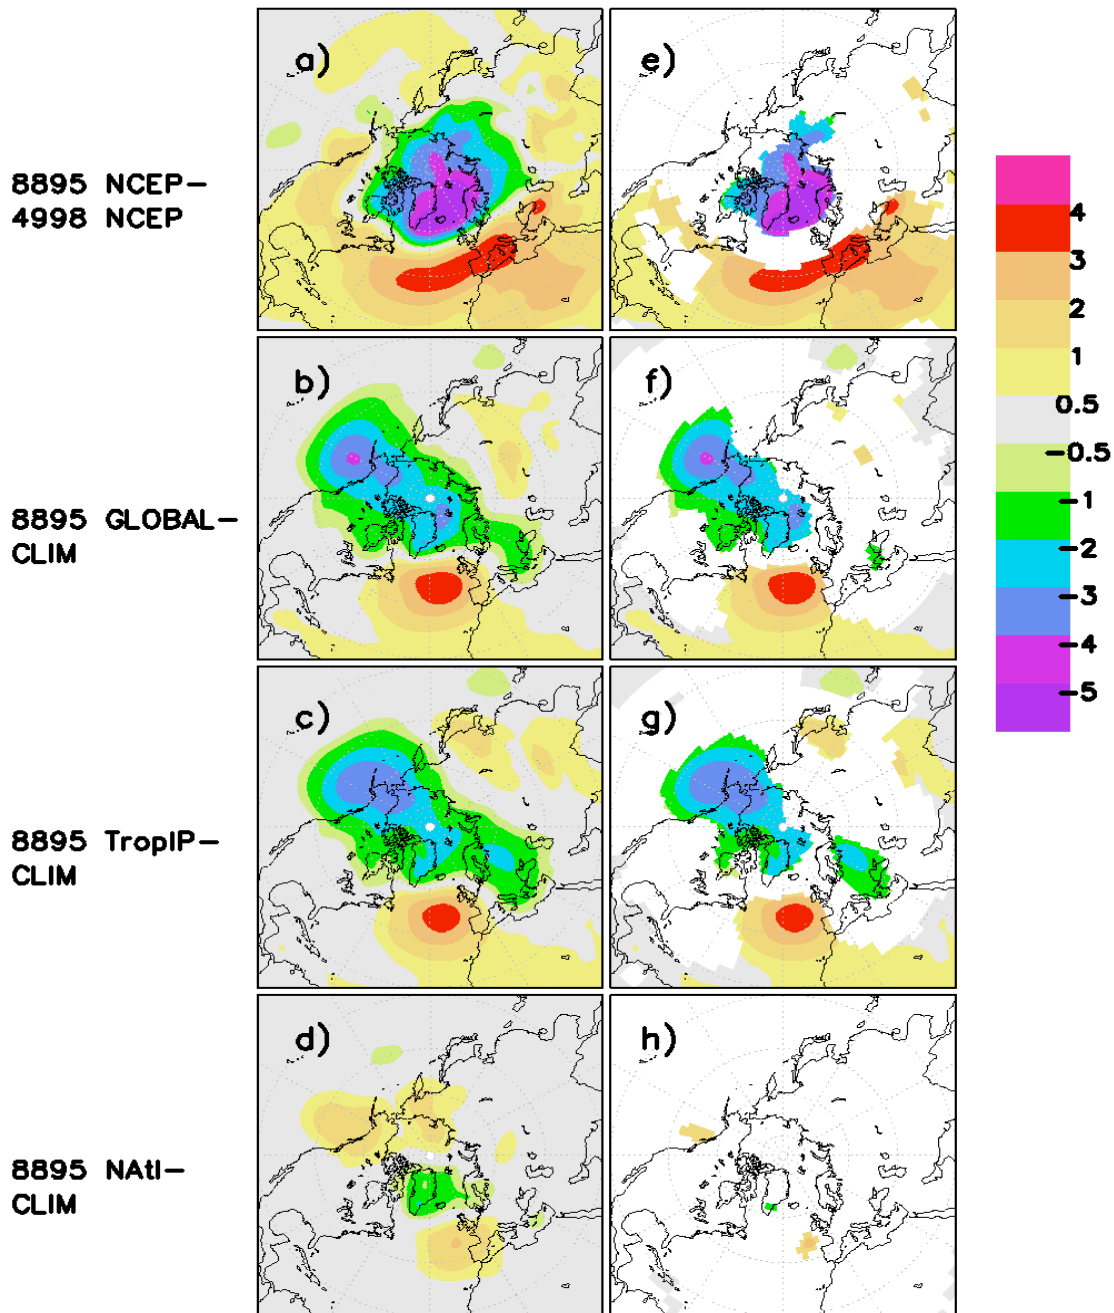 a)
e)
8895 NCEP-
4998 NCEP
4
3
2
1
0.5
-0.5
-1
-2
-3
-4
-5
b)
f)
8895 GLOBAL-
CLIM
c)
g)
8895 TropIP-
CLIM
d)
h)
8895 NAtl-
CLIM